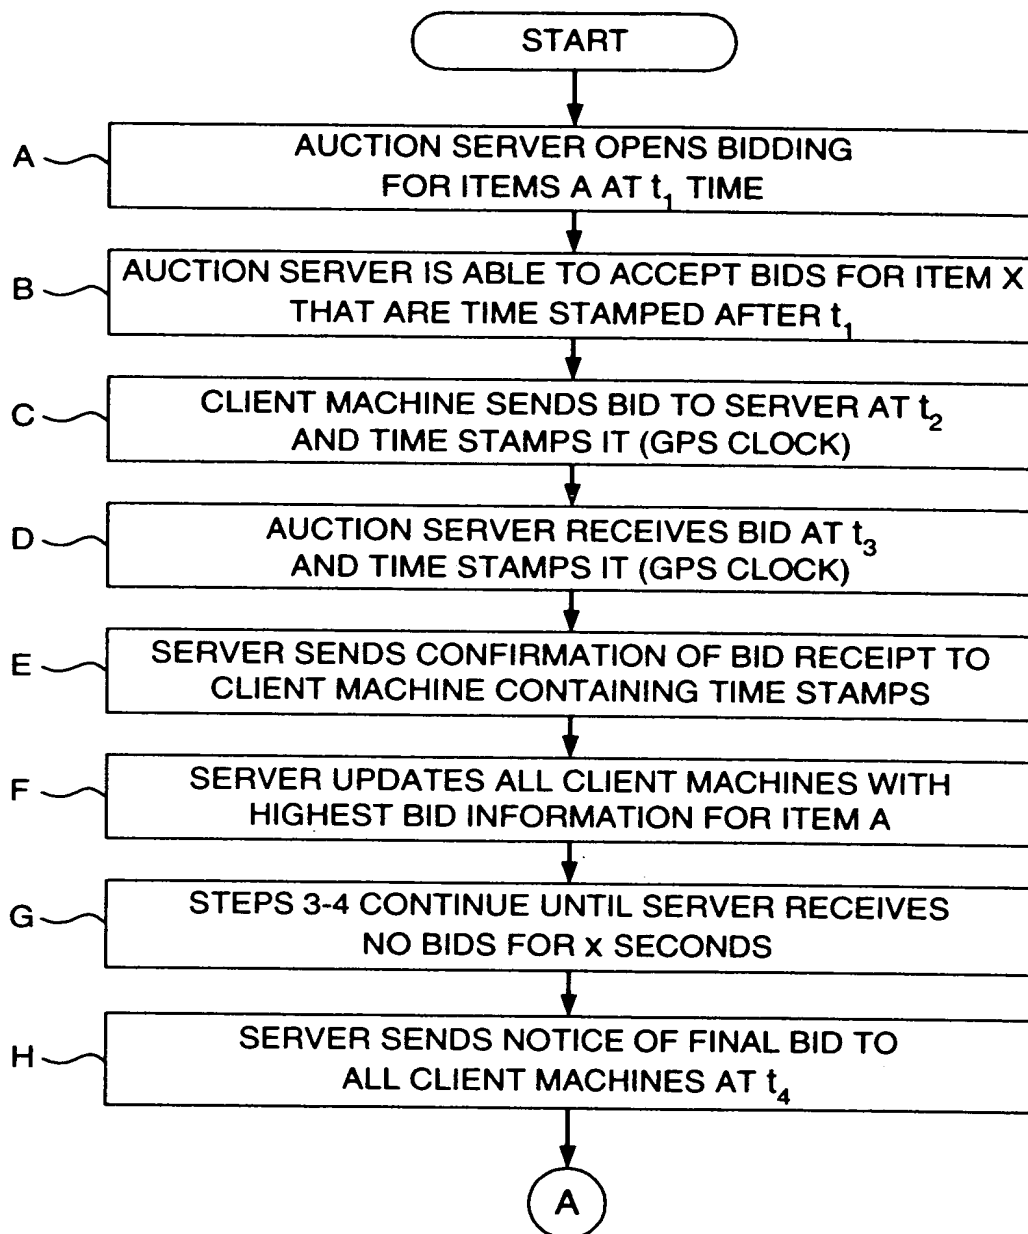 START
A
AUCTION SERVER OPENS BIDDING
FOR ITEMS A AT t1 TIME
B
AUCTION SERVER IS ABLE TO ACCEPT BIDS FOR ITEM X
THAT ARE TIME STAMPED AFTER t1
C
CLIENT MACHINE SENDS BID TO SERVER AT t2
AND TIME STAMPS IT (GPS CLOCK)
D
AUCTION SERVER RECEIVES BID AT t3
AND TIME STAMPS IT (GPS CLOCK)
E
SERVER SENDS CONFIRMATION OF BID RECEIPT TO
CLIENT MACHINE CONTAINING TIME STAMPS
F
SERVER UPDATES ALL CLIENT MACHINES WITH
HIGHEST BID INFORMATION FOR ITEM A
G
STEPS 3-4 CONTINUE UNTIL SERVER RECEIVES
NO BIDS FOR x SECONDS
H
SERVER SENDS NOTICE OF FINAL BID TO
ALL CLIENT MACHINES AT t4
A